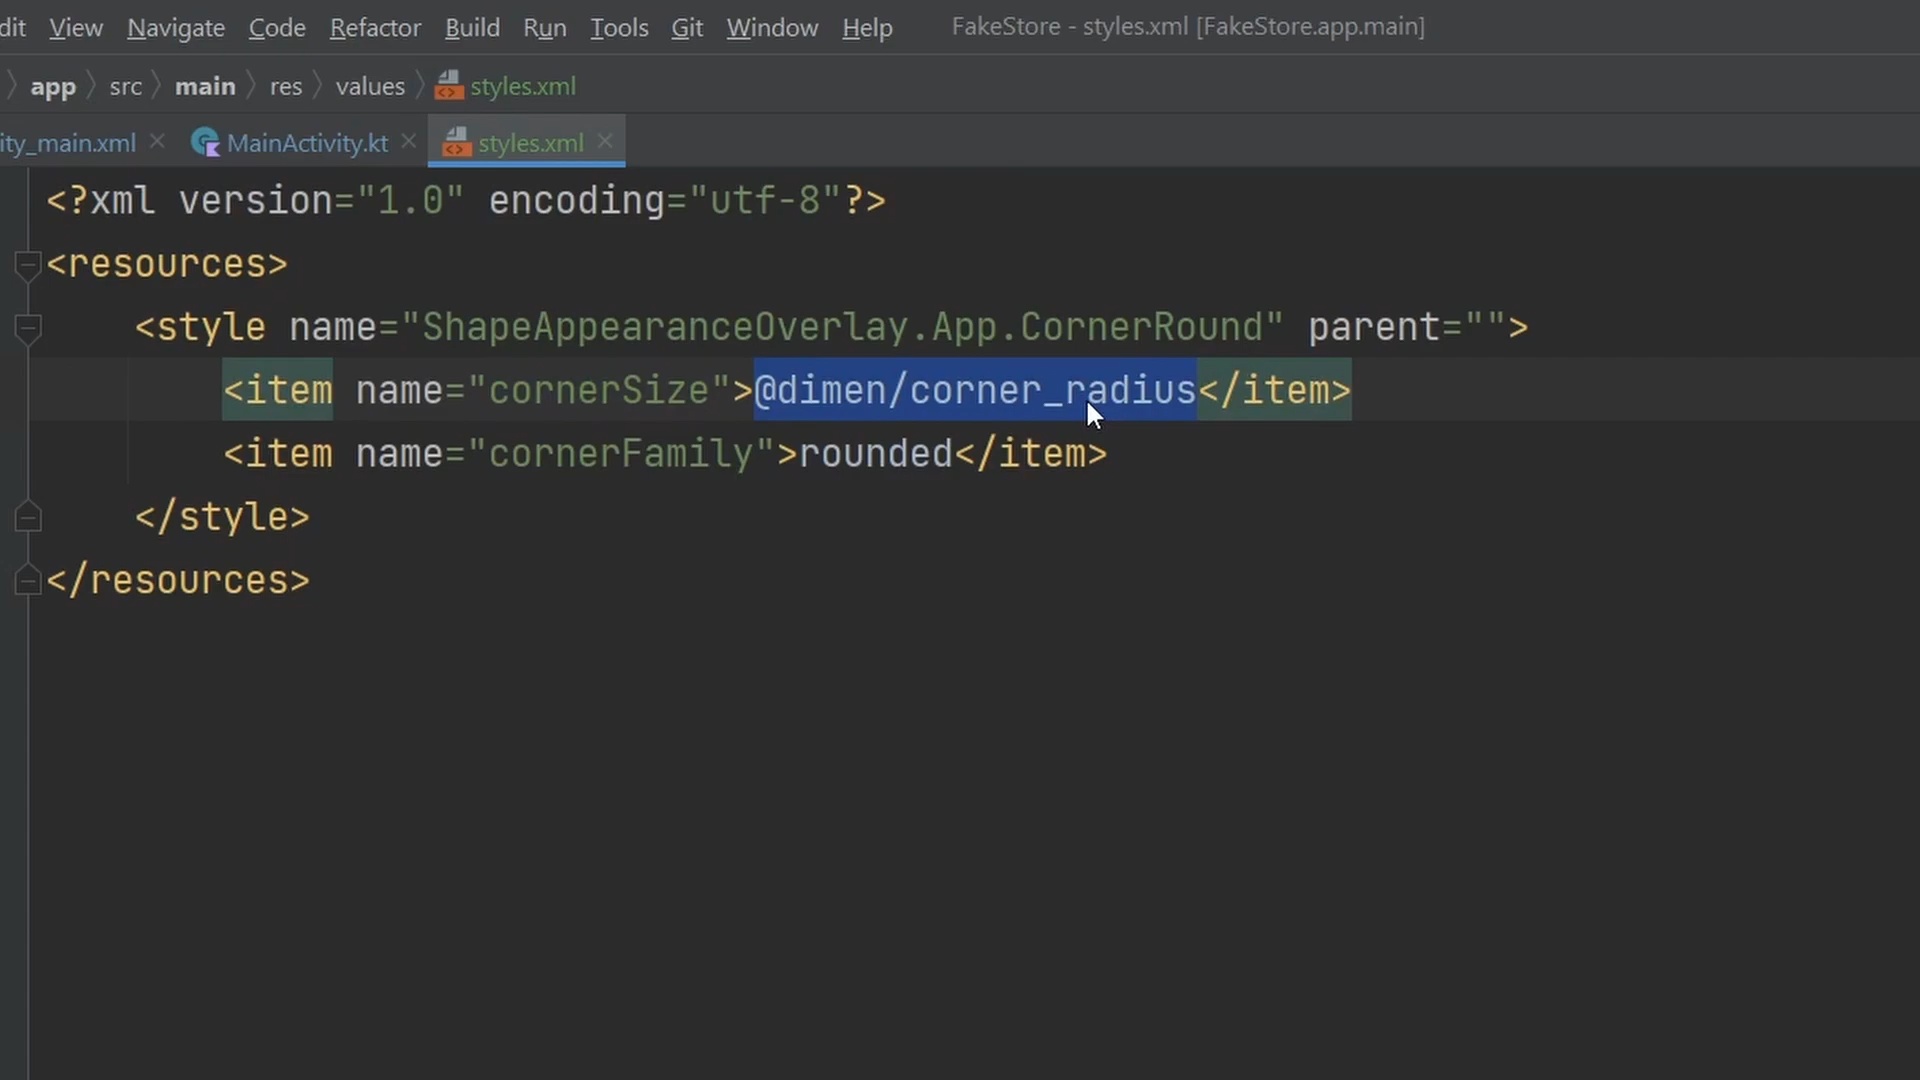 dit View Navigate Code Refactor Build Run Tools Git Window Help FakeStore - styles.xml [FakeStore.app.main]
app src main res values styles.xml
ity_main.xml MainActivity.kt styles.xml
<?xml version="1.0" encoding="utf-8"?>
<resources>
<style name="ShapeAppearanceOverlay.App.CornerRound" parent="">
<item name="cornerSize">@dimen/corner_radius</item>
<item name="cornerFamily">rounded</item>
</style>
</resources>